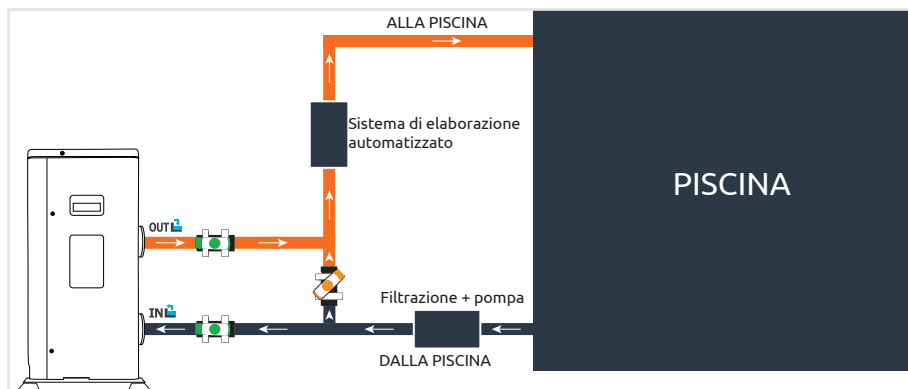 ALLA PISCINA
Sistema di elaborazione
automatizzato
PISCINA
OUT
IN
Filtrazione + pompa
DALLA PISCINA